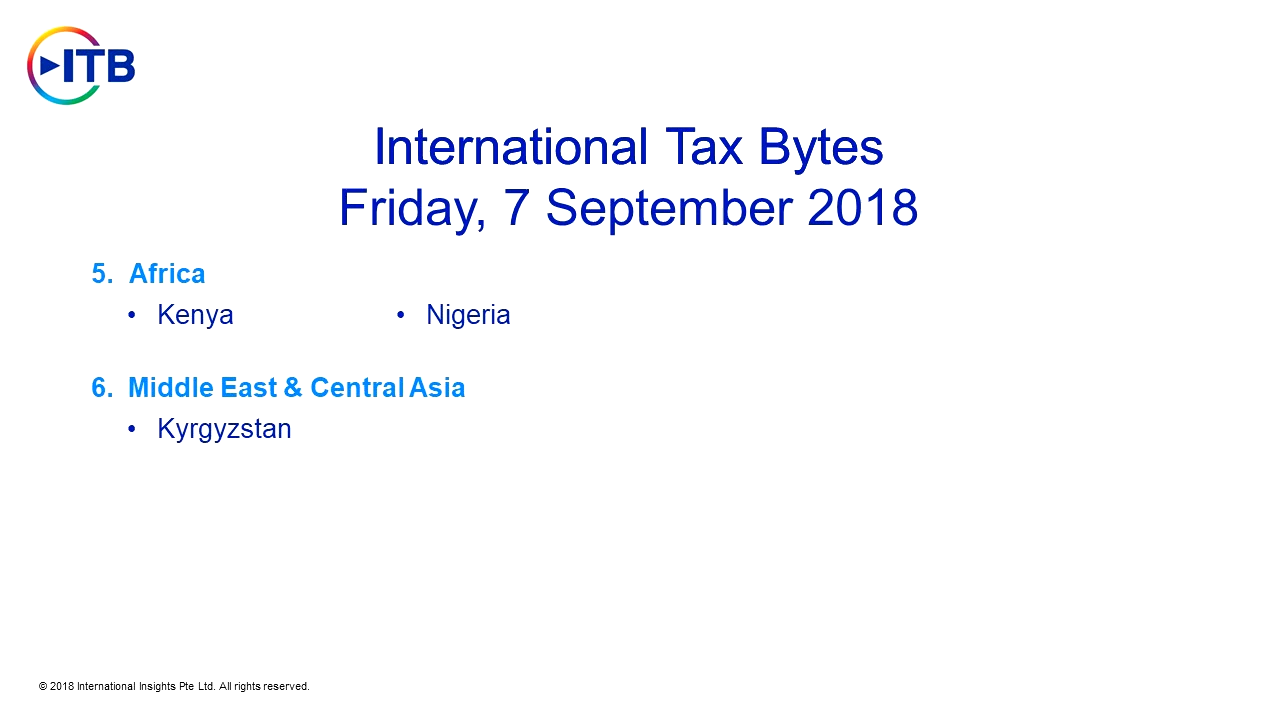 ITB
International Tax Bytes
Friday, 7 September 2018
5. Africa
• Kenya • Nigeria
6. Middle East & Central Asia
• Kyrgyzstan
© 2018 International Insights Pte Ltd. All rights reserved.